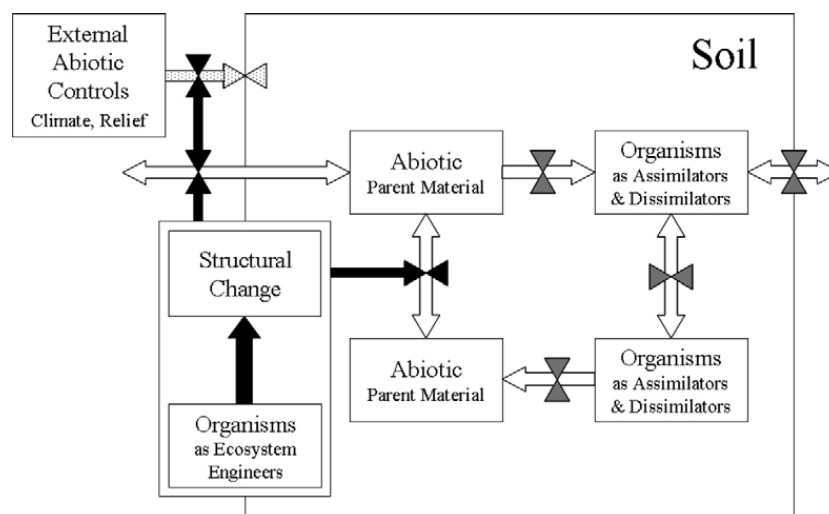 External
Abiotic
Controls
Climate, Relief
Soil
Abiotic
Parent Material
Organisms
as Assimilators
& Dissimilators
Structural
Change
Abiotic
Parent Material
Organisms
as Assimilators
& Dissimilators
Organisms
as Ecosystem
Engineers